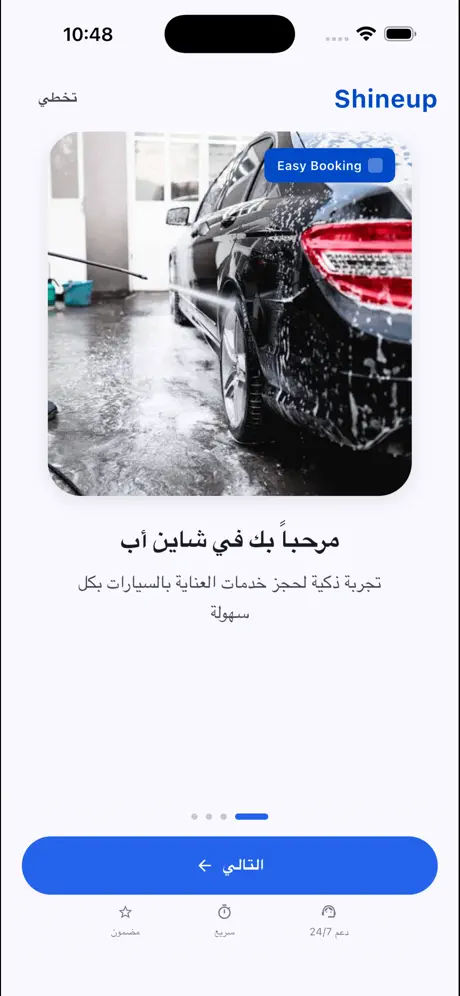 10:48
Shineup
تخطي
Easy Booking
مرحباً بك في شاين أب
تجربة ذكية لحجز خدمات العناية بالسيارات بكل
سهولة
التالي
دعم 24/7
سريع
مضمون